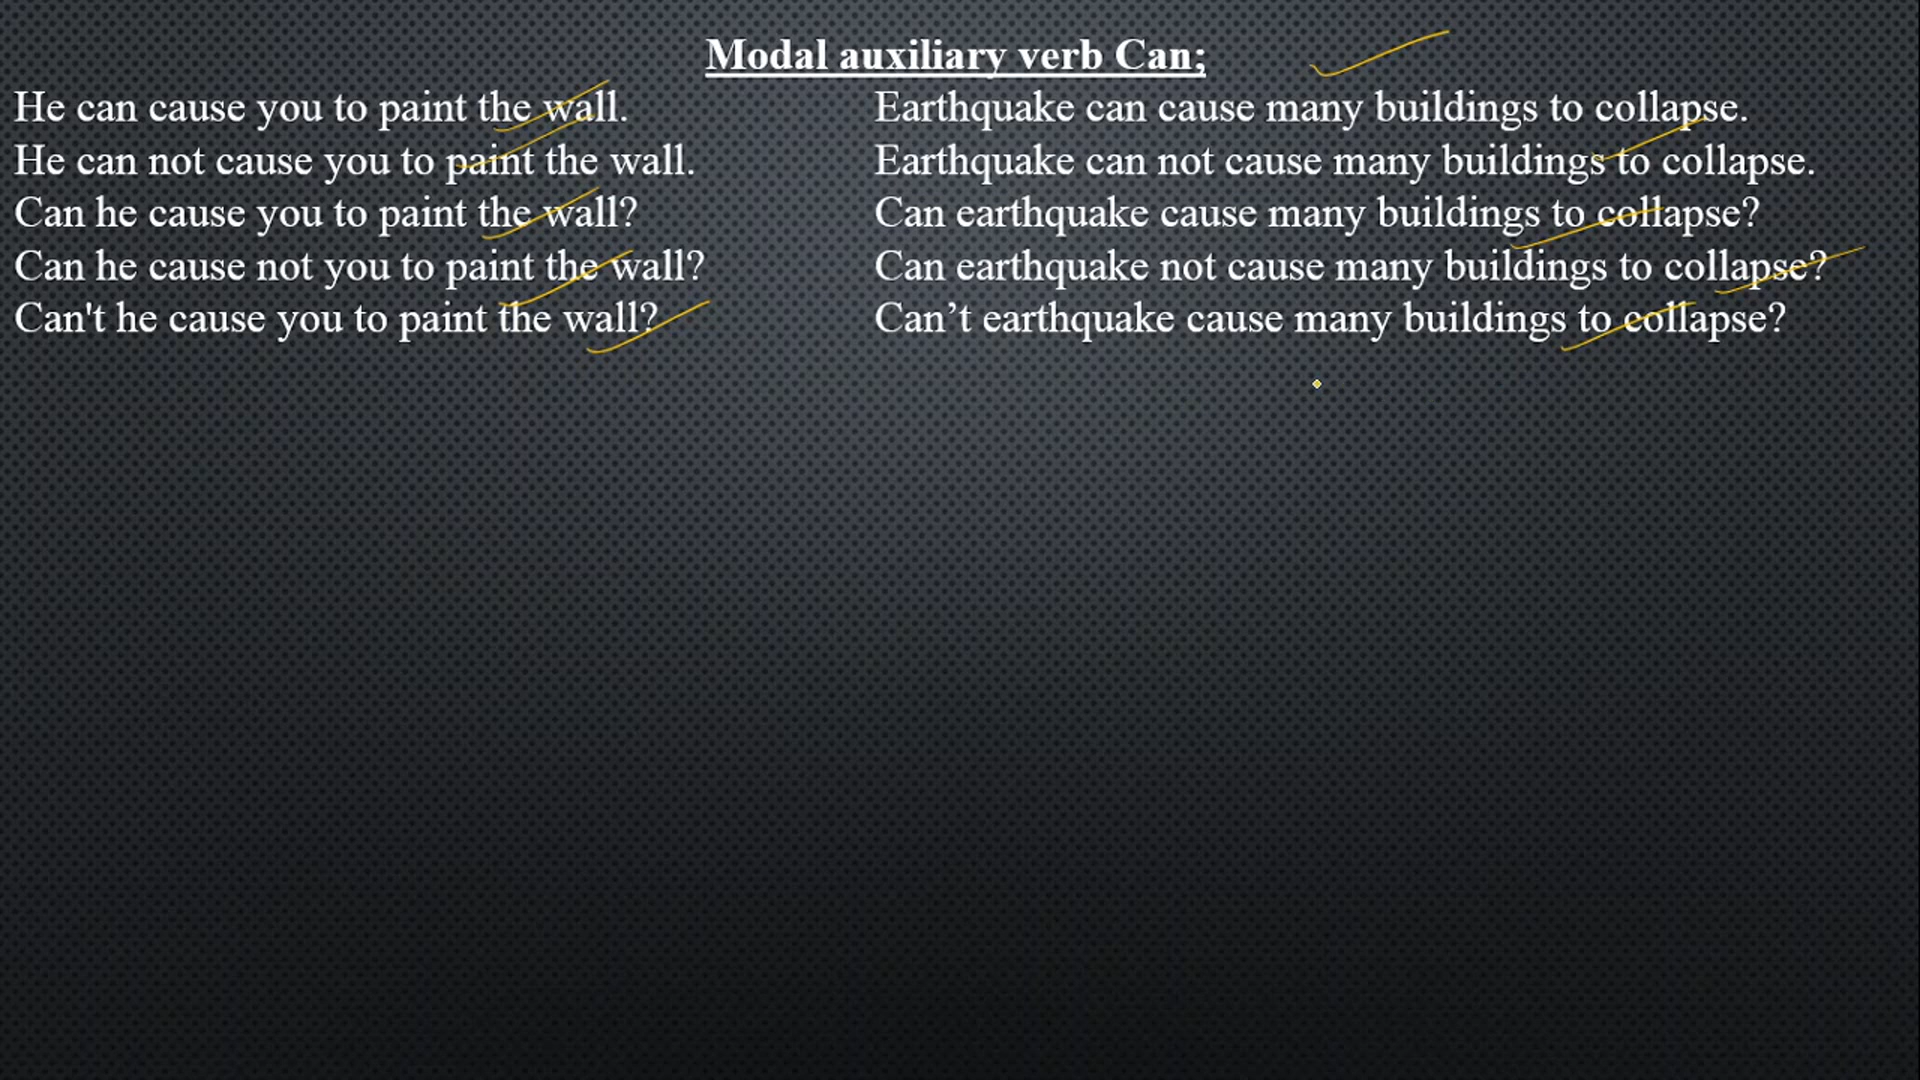 Modal auxiliary verb Can;
He can cause you to paint the wall.
He can not cause you to paint the wall.
Can he cause you to paint the wall?
Can he cause not you to paint the wall?
Can't he cause you to paint the wall?
Earthquake can cause many buildings to collapse.
Earthquake can not cause many buildings to collapse.
Can earthquake cause many buildings to collapse?
Can earthquake not cause many buildings to collapse?
Can’t earthquake cause many buildings to collapse?